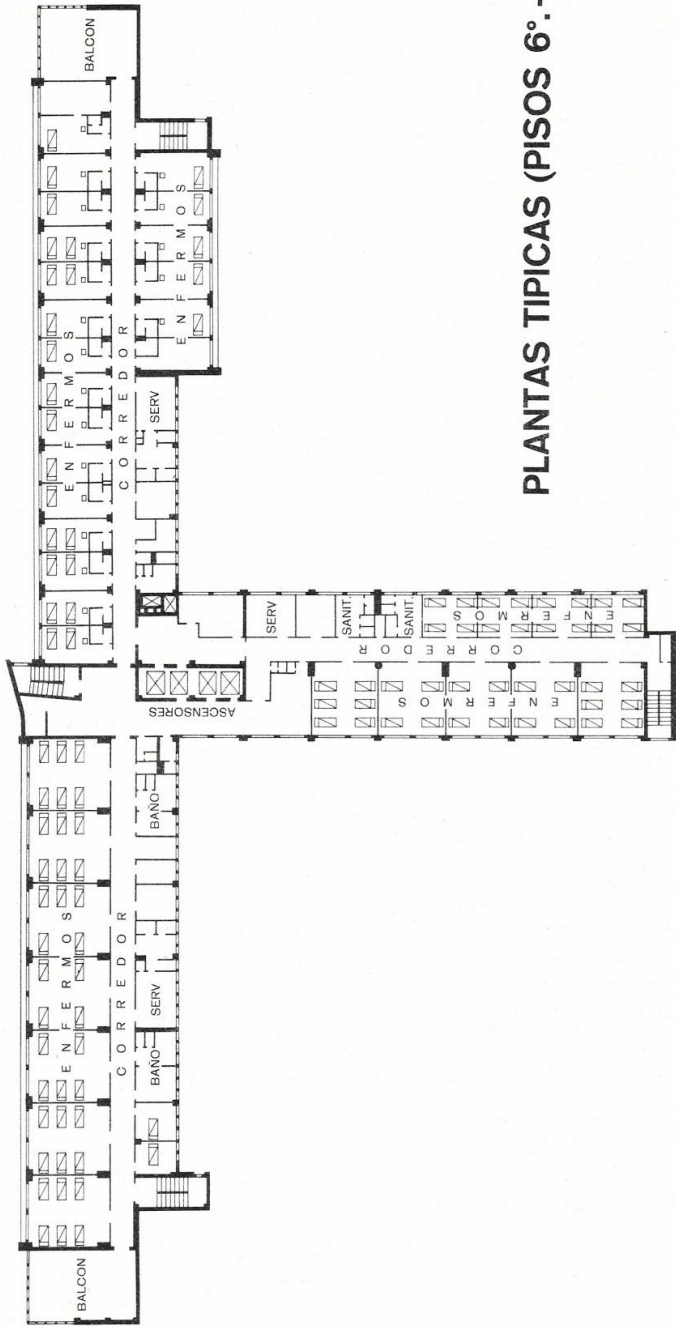 PLANTAS TIPICAS (PISOS 6º.-
BALCON
ENFERMOS
CORREDOR
BAÑO
SERV
BAÑO
ASCENSORES
ENFERMOS
CORREDOR
SERV
ENFERMOS
BALCON
SERV
SANIT.
SANIT.
CORREDOR
ENFERMOS
ENFERMOS